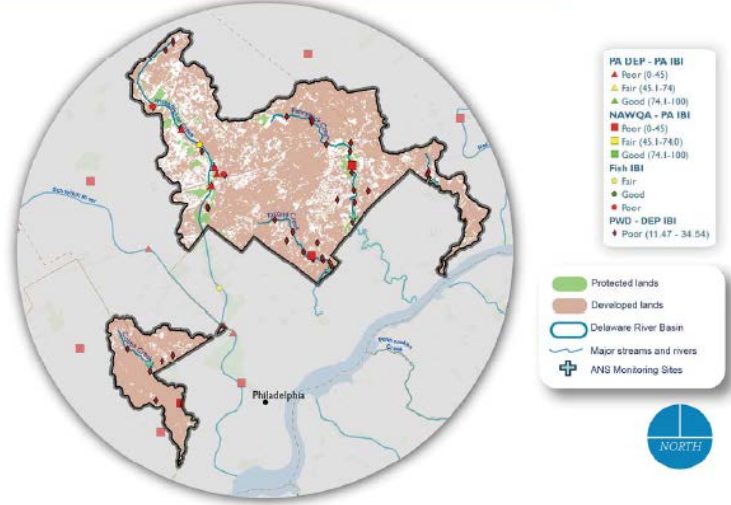 PA DEP - PA IBI
Poor (0-45)
Fair (45.1-74)
Good (74.1-100)
NAWQA - PA IBI
Poor (0-45)
Fair (45.1-74.0)
Good (74.1-100)
Fish IBI
Fair
Good
Poor
PWD - DEP IBI
Poor (11.47 - 34.54)
Protected lands
Developed lands
Delaware River Basin
Major streams and rivers
ANS Monitoring Sites
Philadelphia
Creek
NORTH